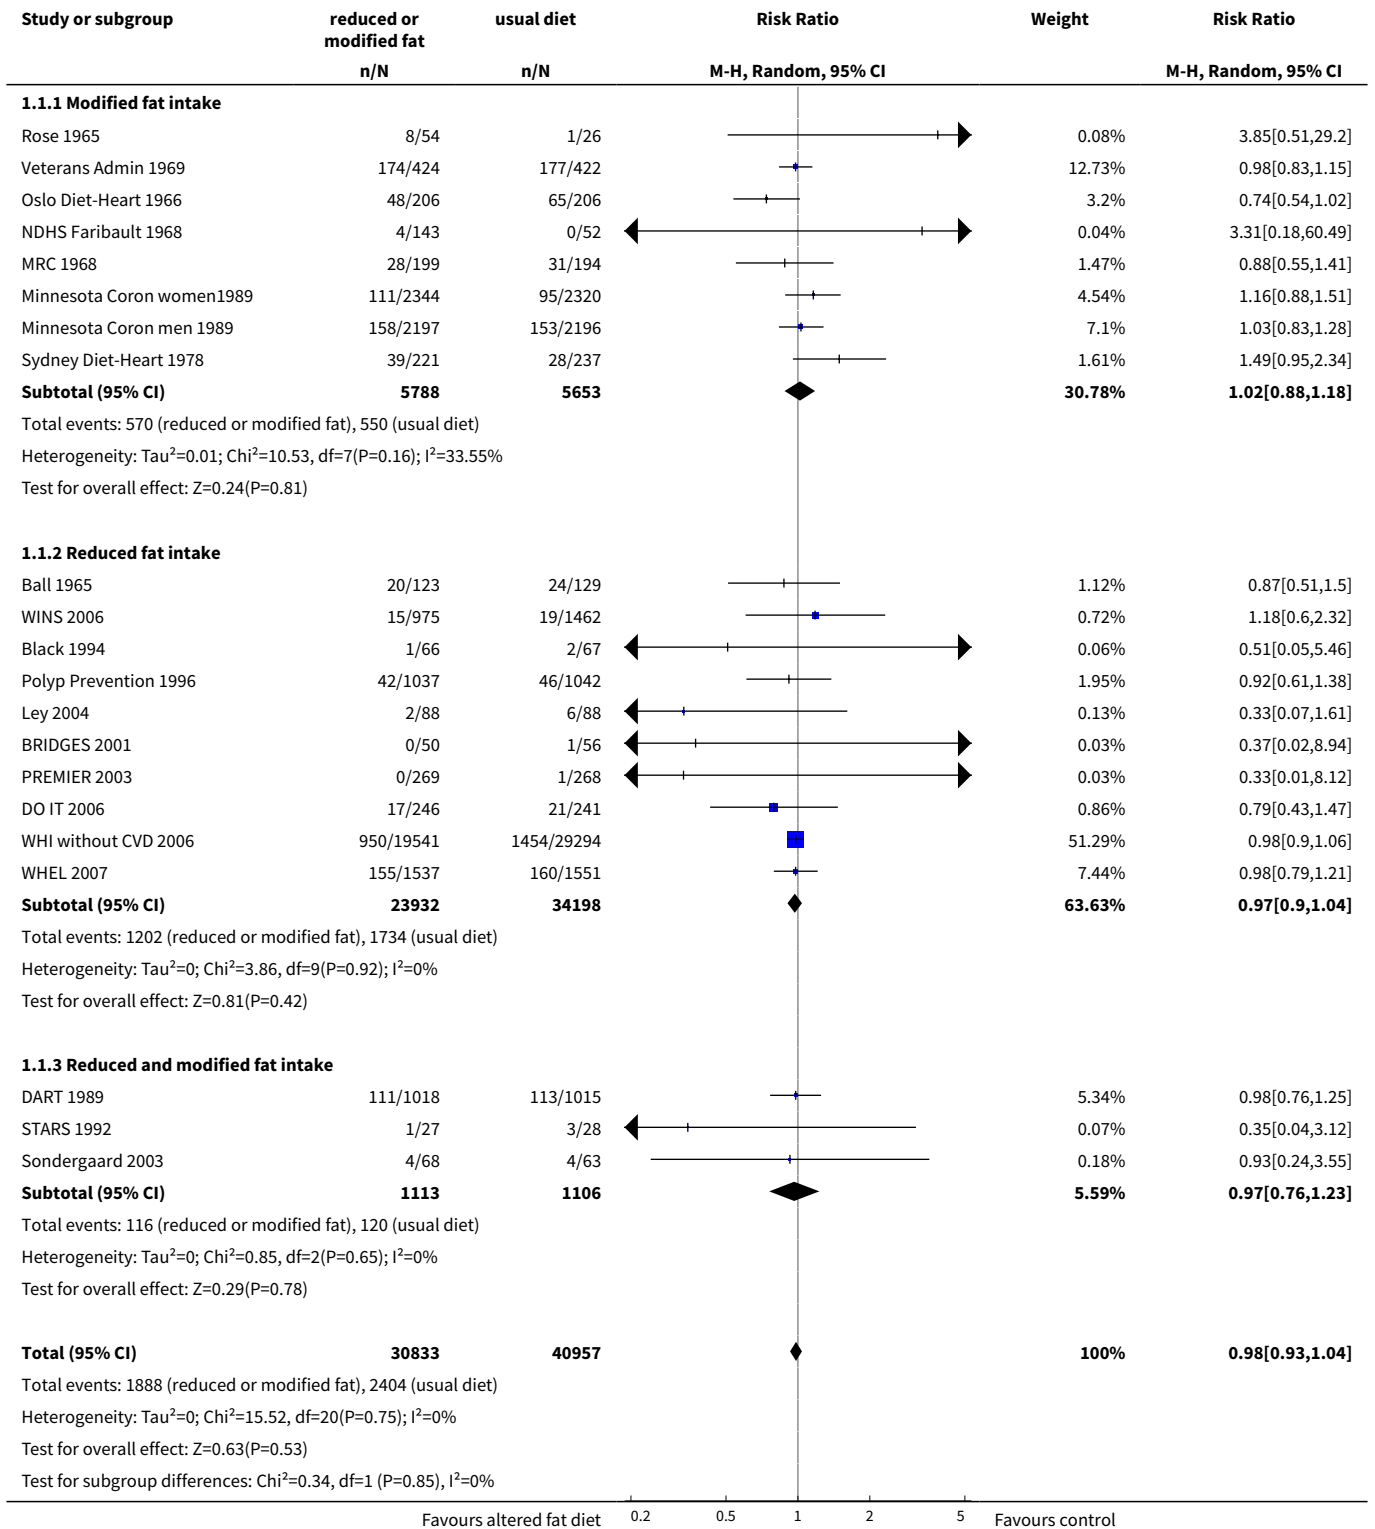 Study or subgroup reduced or modified fat usual diet Risk Ratio Weight Risk Ratio
n/N n/N M-H, Random, 95% CI M-H, Random, 95% CI
1.1.1 Modified fat intake
Rose 1965 8/54 1/26 0.08% 3.85[0.51,29.2]
Veterans Admin 1969 174/424 177/422 12.73% 0.98[0.83,1.15]
Oslo Diet-Heart 1966 48/206 65/206 3.2% 0.74[0.54,1.02]
NDHS Faribault 1968 4/143 0/52 0.04% 3.31[0.18,60.49]
MRC 1968 28/199 31/194 1.47% 0.88[0.55,1.41]
Minnesota Coron women1989 111/2344 95/2320 4.54% 1.16[0.88,1.51]
Minnesota Coron men 1989 158/2197 153/2196 7.1% 1.03[0.83,1.28]
Sydney Diet-Heart 1978 39/221 28/237 1.61% 1.49[0.95,2.34]
Subtotal (95% CI) 5788 5653 30.78% 1.02[0.88,1.18]
Total events: 570 (reduced or modified fat), 550 (usual diet)
Heterogeneity: Tau²=0.01; Chi²=10.53, df=7(P=0.16); I²=33.55%
Test for overall effect: Z=0.24(P=0.81)
1.1.2 Reduced fat intake
Ball 1965 20/123 24/129 1.12% 0.87[0.51,1.5]
WINS 2006 15/975 19/1462 0.72% 1.18[0.6,2.32]
Black 1994 1/66 2/67 0.06% 0.51[0.05,5.46]
Polyp Prevention 1996 42/1037 46/1042 1.95% 0.92[0.61,1.38]
Ley 2004 2/88 6/88 0.13% 0.33[0.07,1.61]
BRIDGES 2001 0/50 1/56 0.03% 0.37[0.02,8.94]
PREMIER 2003 0/269 1/268 0.03% 0.33[0.01,8.12]
DO IT 2006 17/246 21/241 0.86% 0.79[0.43,1.47]
WHI without CVD 2006 950/19541 1454/29294 51.29% 0.98[0.9,1.06]
WHEL 2007 155/1537 160/1551 7.44% 0.98[0.79,1.21]
Subtotal (95% CI) 23932 34198 63.63% 0.97[0.9,1.04]
Total events: 1202 (reduced or modified fat), 1734 (usual diet)
Heterogeneity: Tau²=0; Chi²=3.86, df=9(P=0.92); I²=0%
Test for overall effect: Z=0.81(P=0.42)
1.1.3 Reduced and modified fat intake
DART 1989 111/1018 113/1015 5.34% 0.98[0.76,1.25]
STARS 1992 1/27 3/28 0.07% 0.35[0.04,3.12]
Sondergaard 2003 4/68 4/63 0.18% 0.93[0.24,3.55]
Subtotal (95% CI) 1113 1106 5.59% 0.97[0.76,1.23]
Total events: 116 (reduced or modified fat), 120 (usual diet)
Heterogeneity: Tau²=0; Chi²=0.85, df=2(P=0.65); I²=0%
Test for overall effect: Z=0.29(P=0.78)
Total (95% CI) 30833 40957 100% 0.98[0.93,1.04]
Total events: 1888 (reduced or modified fat), 2404 (usual diet)
Heterogeneity: Tau²=0; Chi²=15.52, df=20(P=0.75); I²=0%
Test for overall effect: Z=0.63(P=0.53)
Test for subgroup differences: Chi²=0.34, df=1 (P=0.85), I²=0%
Favours altered fat diet 0.2 0.5 1 2 5 Favours control